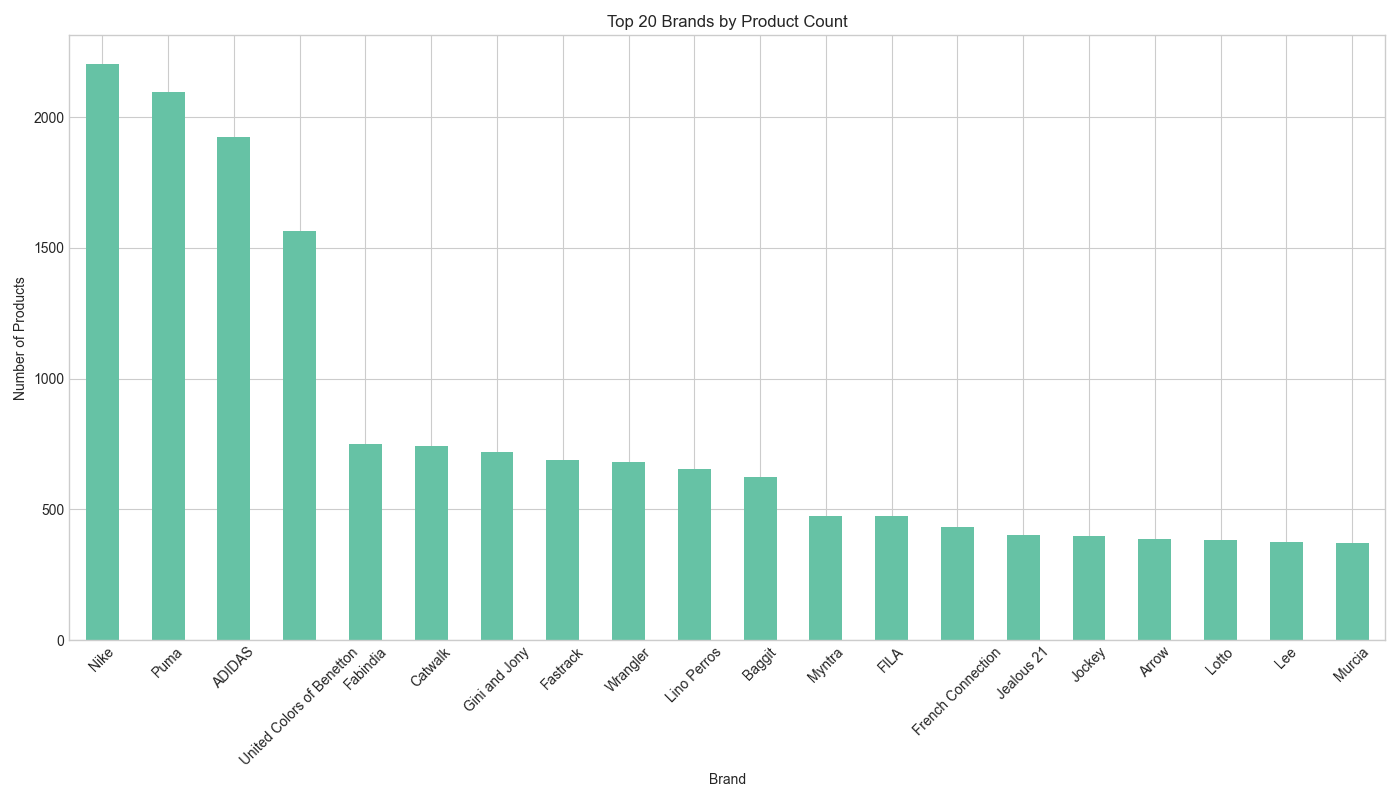 Top 20 Brands by Product Count
Number of Products
2000
1500
1000
500
0
Nike
Puma
ADIDAS
United Colors of Benetton
Fabindia
Catwalk
Gini and Jony
Fastrack
Wrangler
Lino Perros
Baggit
Myntra
FILA
French Connection
Jealous 21
Jockey
Arrow
Lotto
Lee
Murcia
Brand